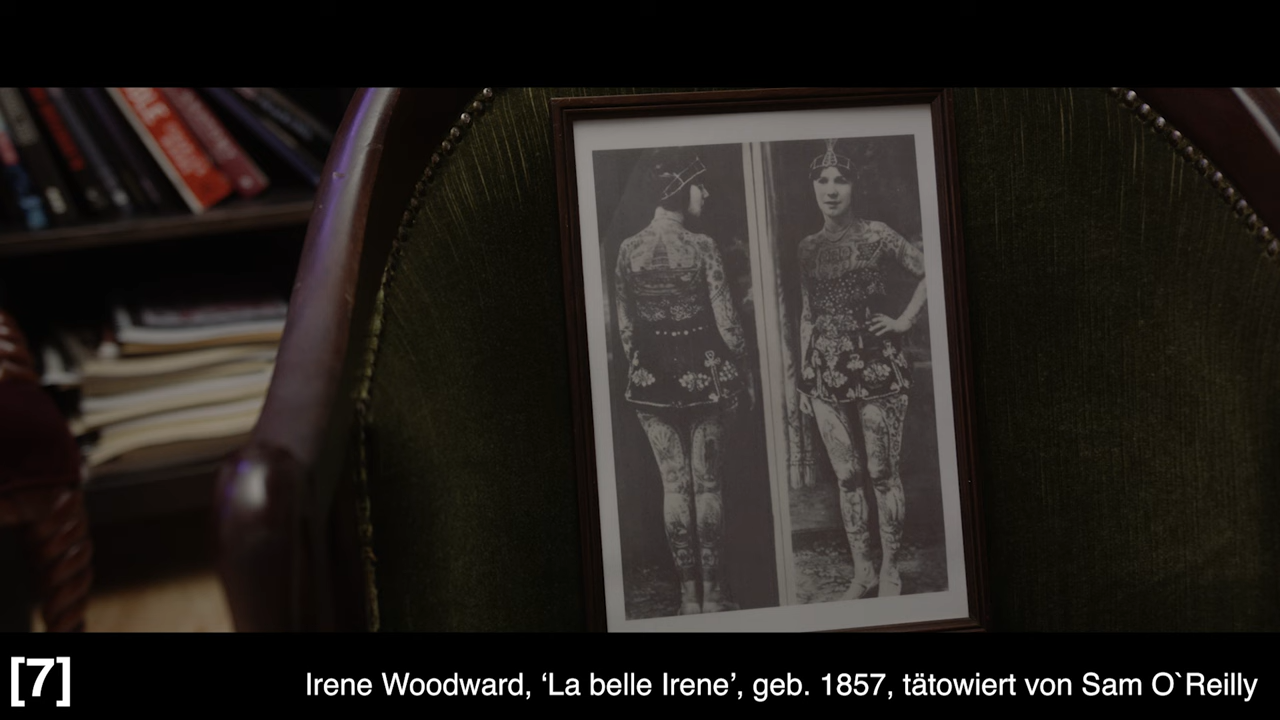 [7]
Irene Woodward, ‘La belle Irene’, geb. 1857, tätowiert von Sam O`Reilly